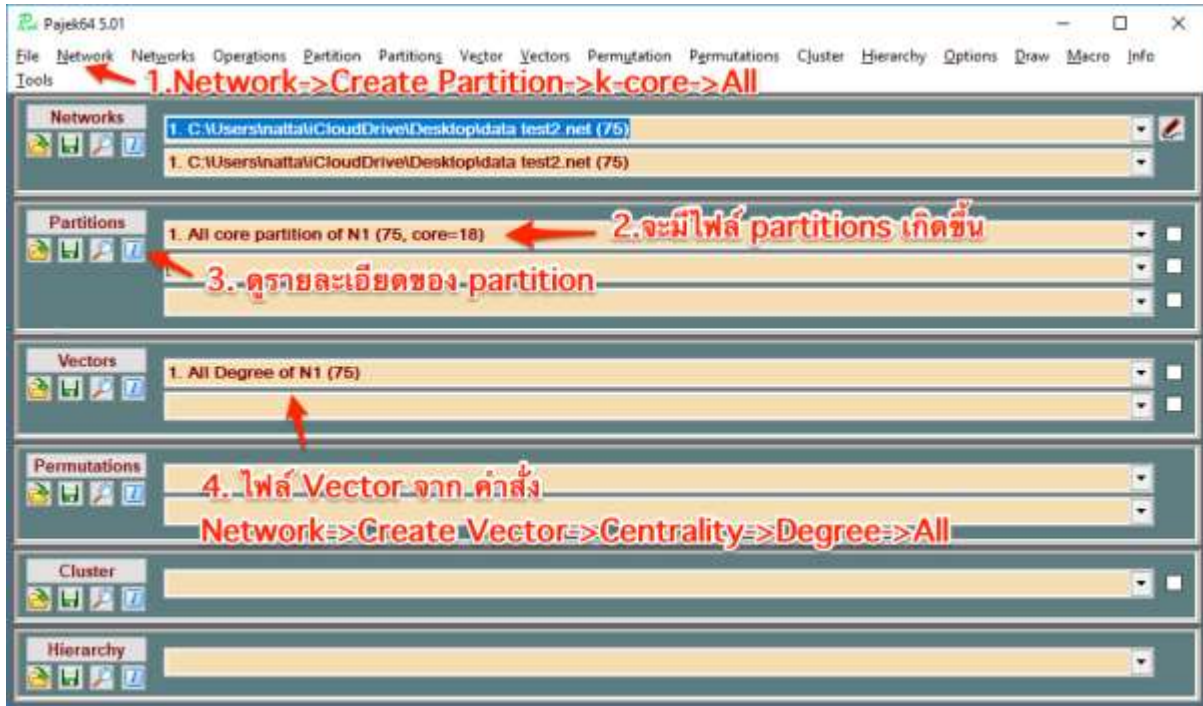 Pajek64 5.01
File Network Networks Operations Partition Partitions Vector Vectors Permutation Permutations Cluster Hierarchy Options Draw Macro Info
Tools
1.Network->Create Partition->k-core->All
Networks
1. C:\Users\natta\iCloudDrive\Desktop\data test2.net (75)
1. C:\Users\natta\iCloudDrive\Desktop\data test2.net (75)
Partitions
1. All core partition of N1 (75, core=18)
2.จะมีไฟล์ partitions เกิดขึ้น
3. ดูรายละเอียดของ partition
Vectors
1. All Degree of N1 (75)
Permutations
4. ไฟล์ Vector จาก คำสั่ง
Network->Create Vector->Centrality->Degree->All
Cluster
Hierarchy